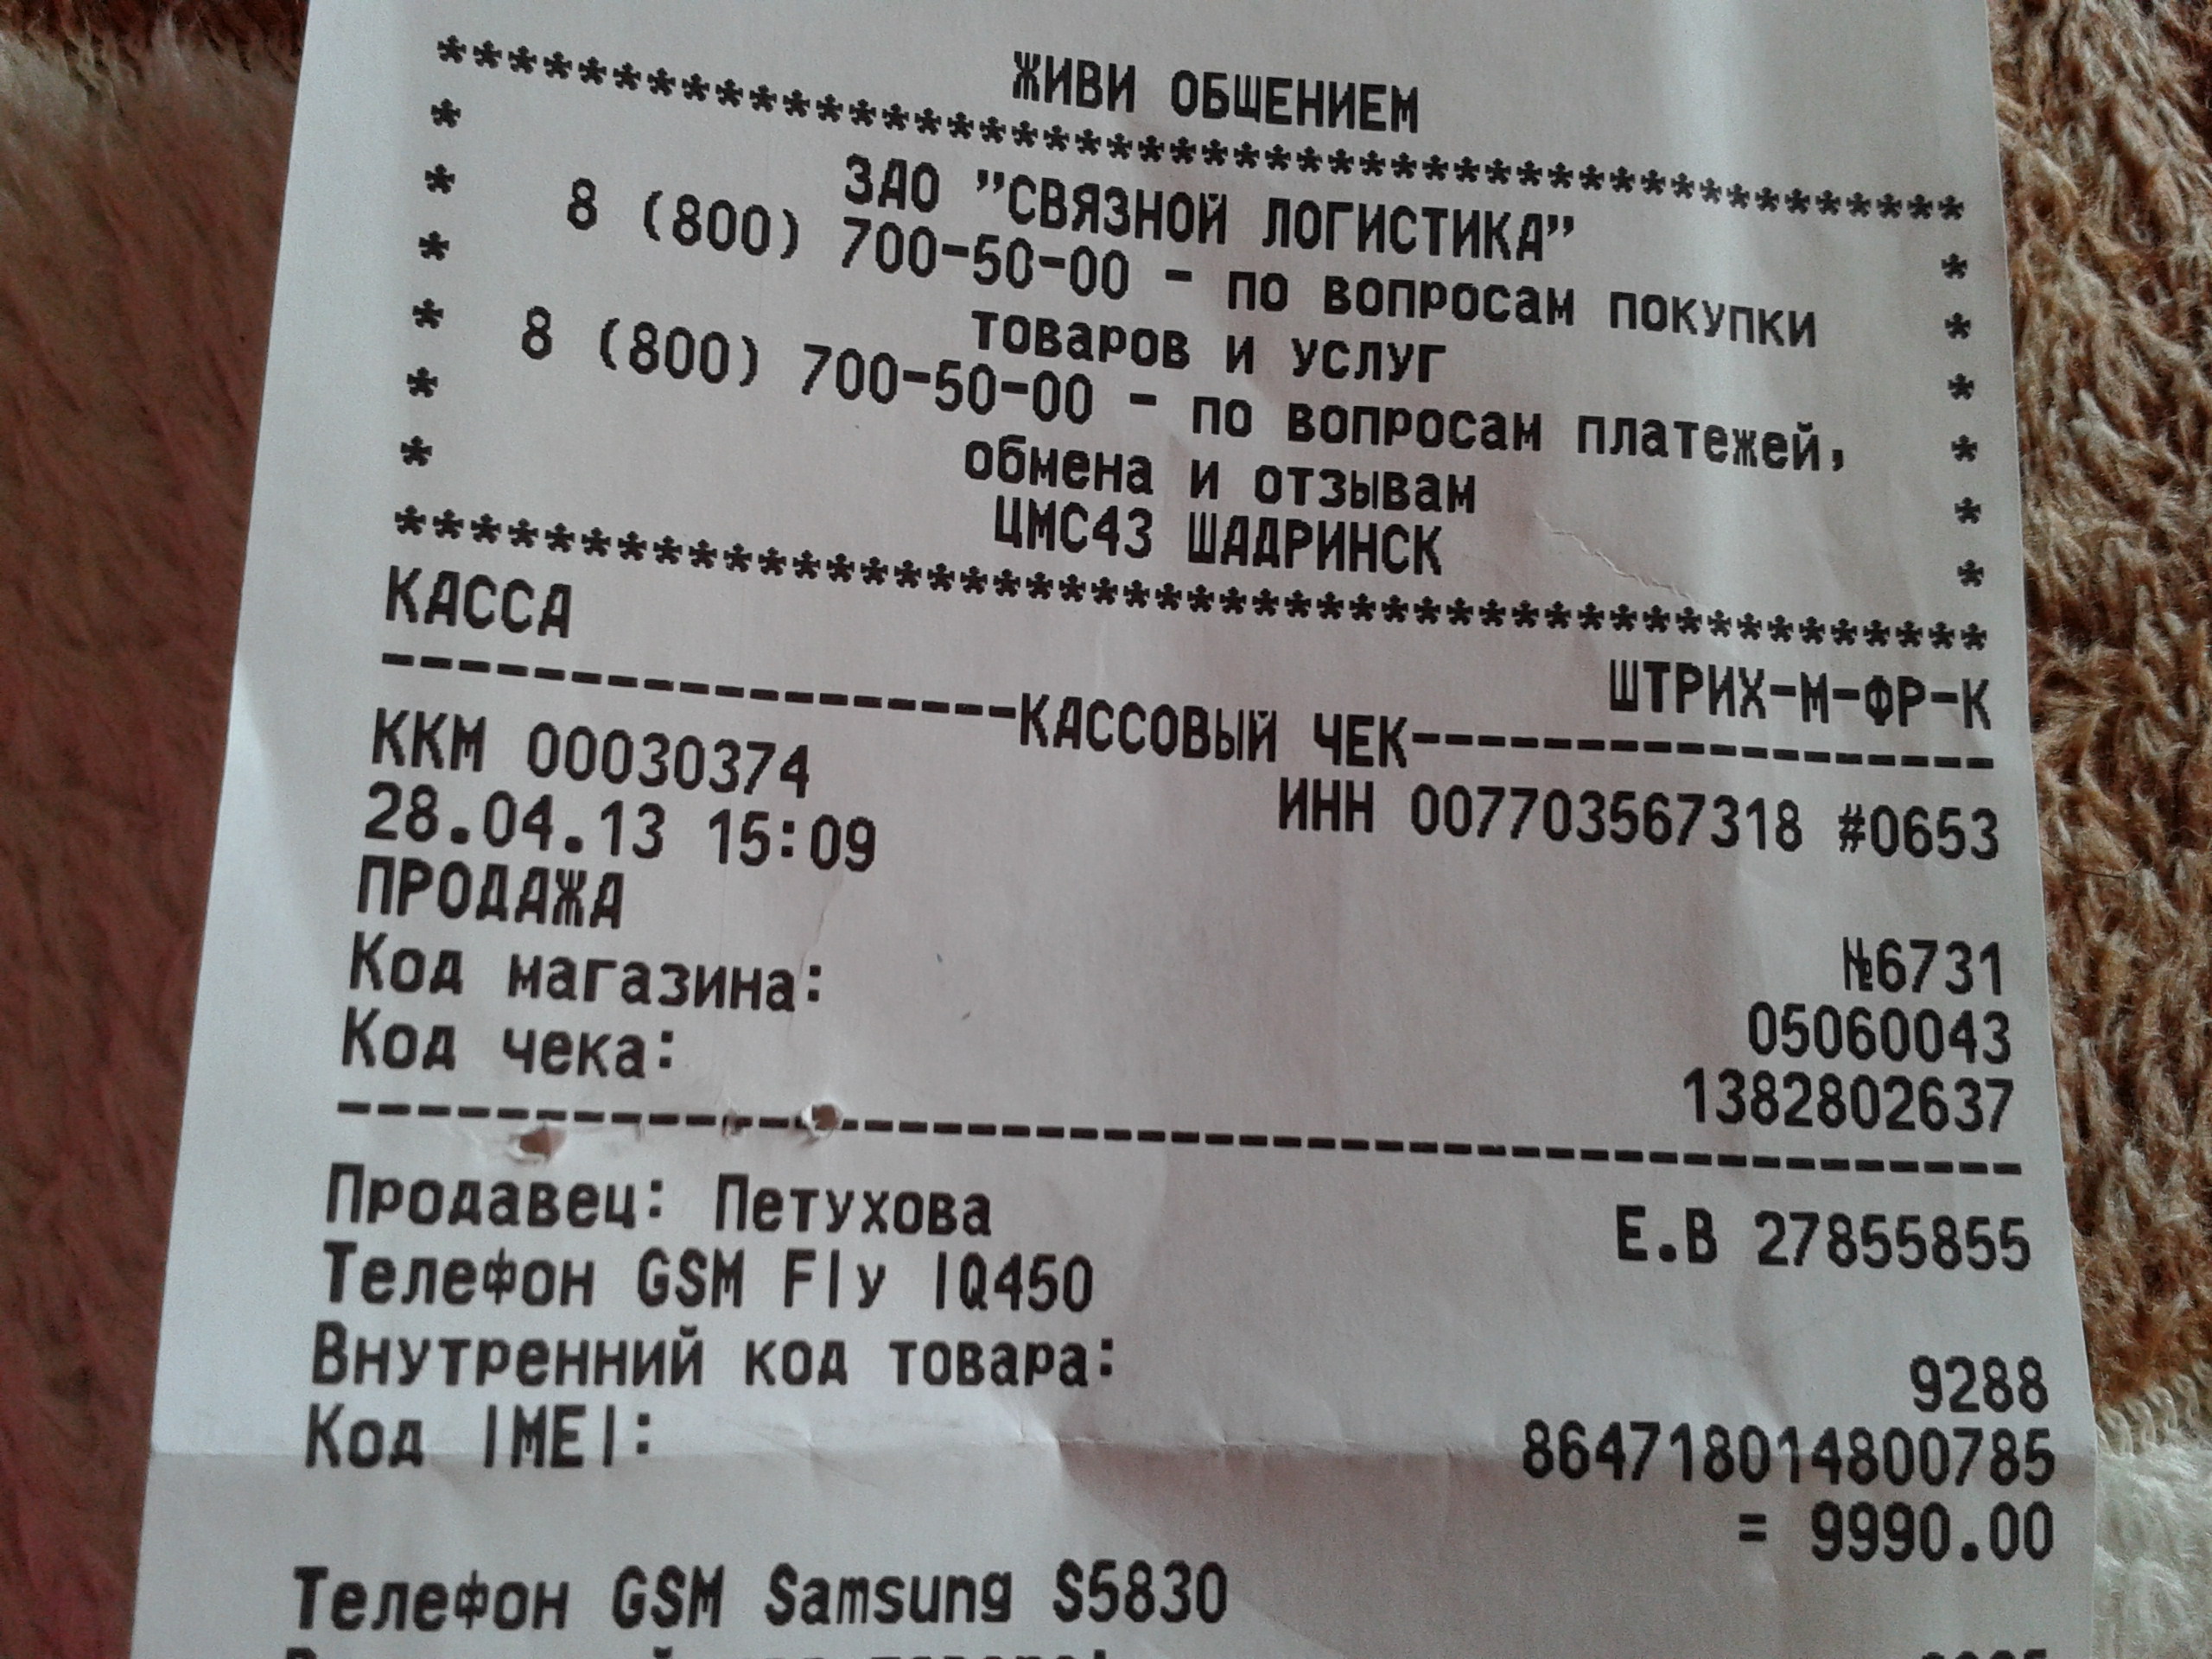 ЖИВИ ОБЩЕНИЕМ
****************************************
* ЗАО "СВЯЗНОЙ ЛОГИСТИКА" *
* 8 (800) 700-50-00 - по вопросам покупки *
* товаров и услуг *
* 8 (800) 700-50-00 - по вопросам платежей, *
* обмена и отзывам *
* ЦМС43 ШАДРИНСК *
****************************************
КАССА ШТРИХ-М-ФР-К
----------------КАССОВЫЙ ЧЕК----------------
ККМ 00030374 ИНН 007703567318 #0653
28.04.13 15:09
ПРОДАЖА №6731
Код магазина: 05060043
Код чека: 1382802637
--------------------------------------------
Продавец: Петухова Е.В 27855855
Телефон GSM Fly IQ450
Внутренний код товара: 9288
Код IMEI: 864718014800785
= 9990.00
Телефон GSM Samsung S5830